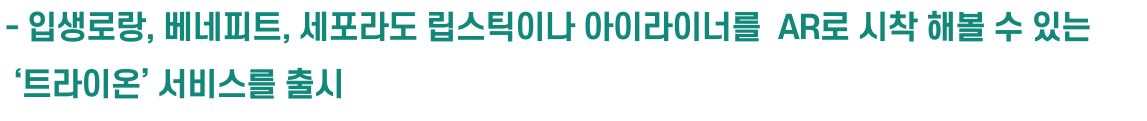 - 입생로랑, 베네피트, 세포라도 립스틱이나 아이라이너를  AR로 시착 해볼 수 있는
‘트라이온’ 서비스를 출시